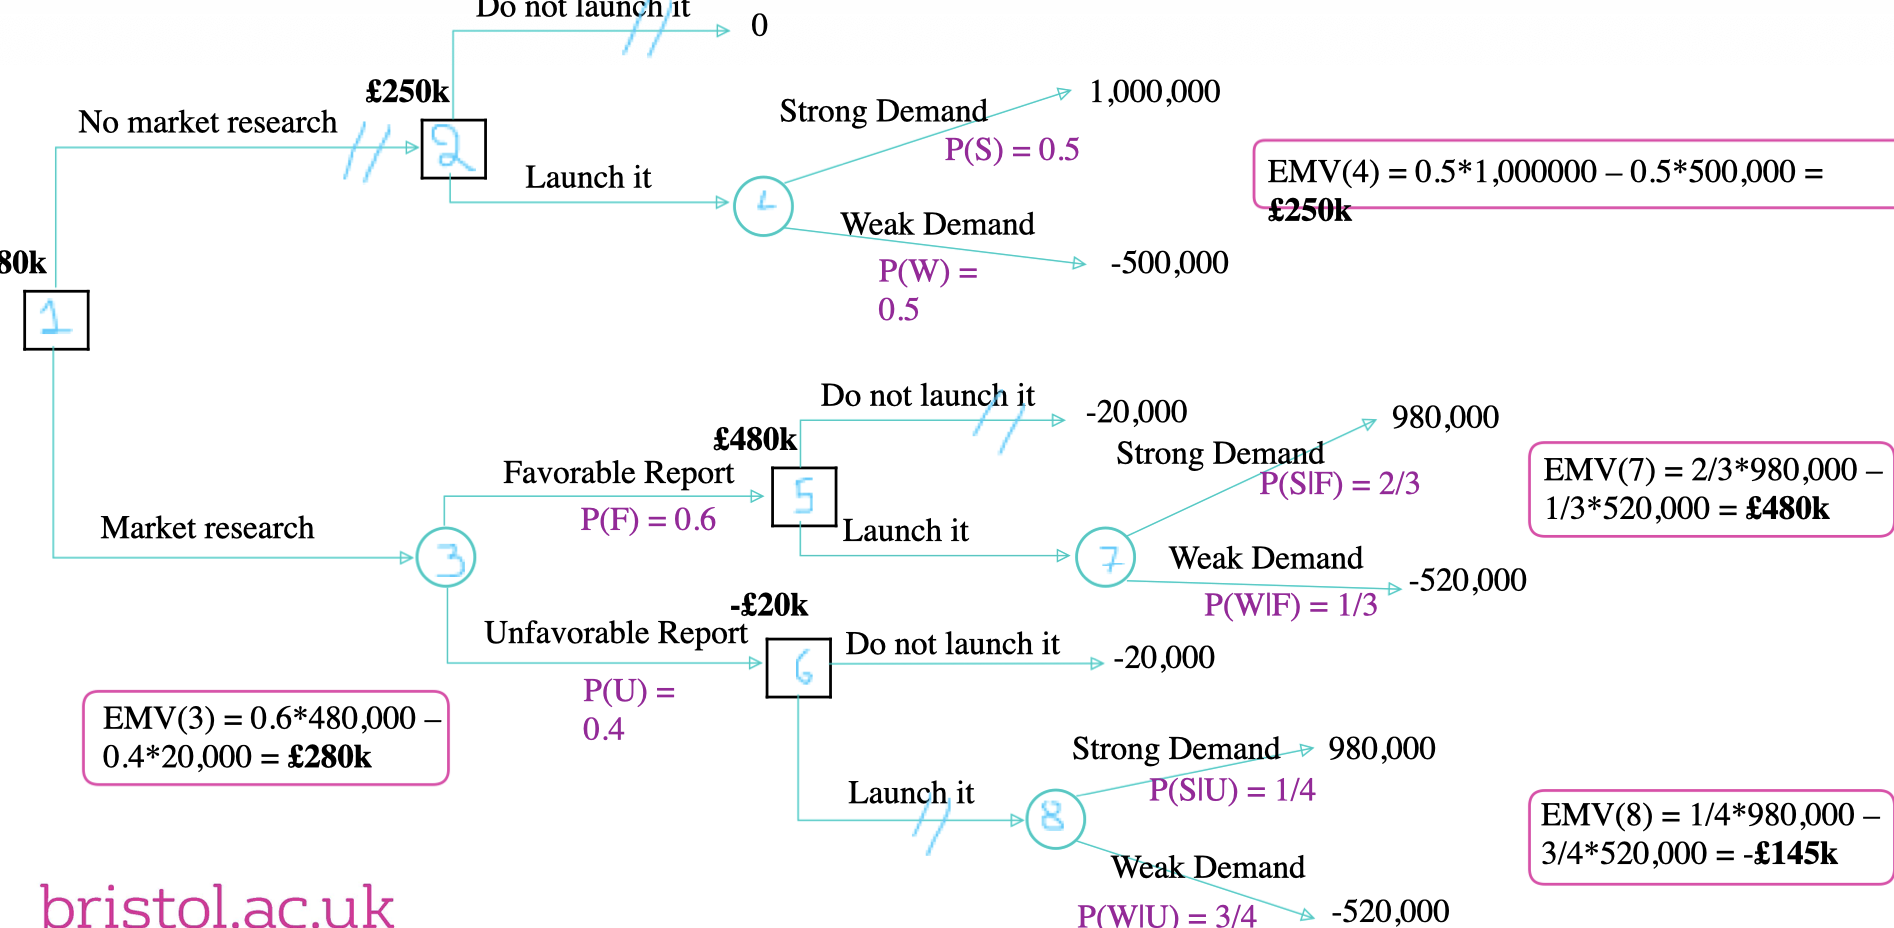 Do not launch it
0
£250k
No market research
2
Strong Demand
1,000,000
P(S) = 0.5
Launch it
4
EMV(4) = 0.5*1,000000 – 0.5*500,000 =
£250k
Weak Demand
-500,000
P(W) =
0.5
80k
1
Do not launch it
-20,000
980,000
£480k
Strong Demand
P(S|F) = 2/3
Favorable Report
5
P(F) = 0.6
EMV(7) = 2/3*980,000 –
1/3*520,000 = £480k
Market research
3
Launch it
7
Weak Demand
-520,000
P(W|F) = 1/3
-£20k
Unfavorable Report
6
Do not launch it
-20,000
P(U) =
0.4
EMV(3) = 0.6*480,000 –
0.4*20,000 = £280k
Strong Demand
980,000
P(S|U) = 1/4
Launch it
8
EMV(8) = 1/4*980,000 –
3/4*520,000 = -£145k
Weak Demand
-520,000
P(W|U) = 3/4
bristol.ac.uk